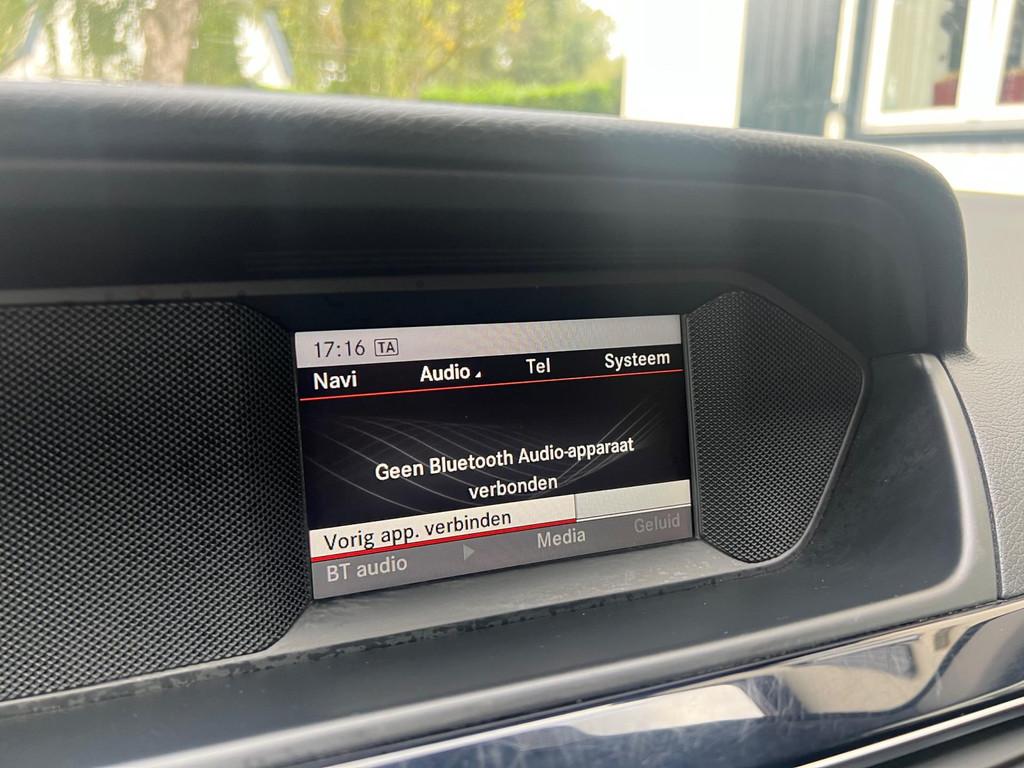 17:16 TA
Navi Audio Tel Systeem
Geen Bluetooth Audio-apparaat
verbonden
Vorig app. verbinden
BT audio Media Geluid